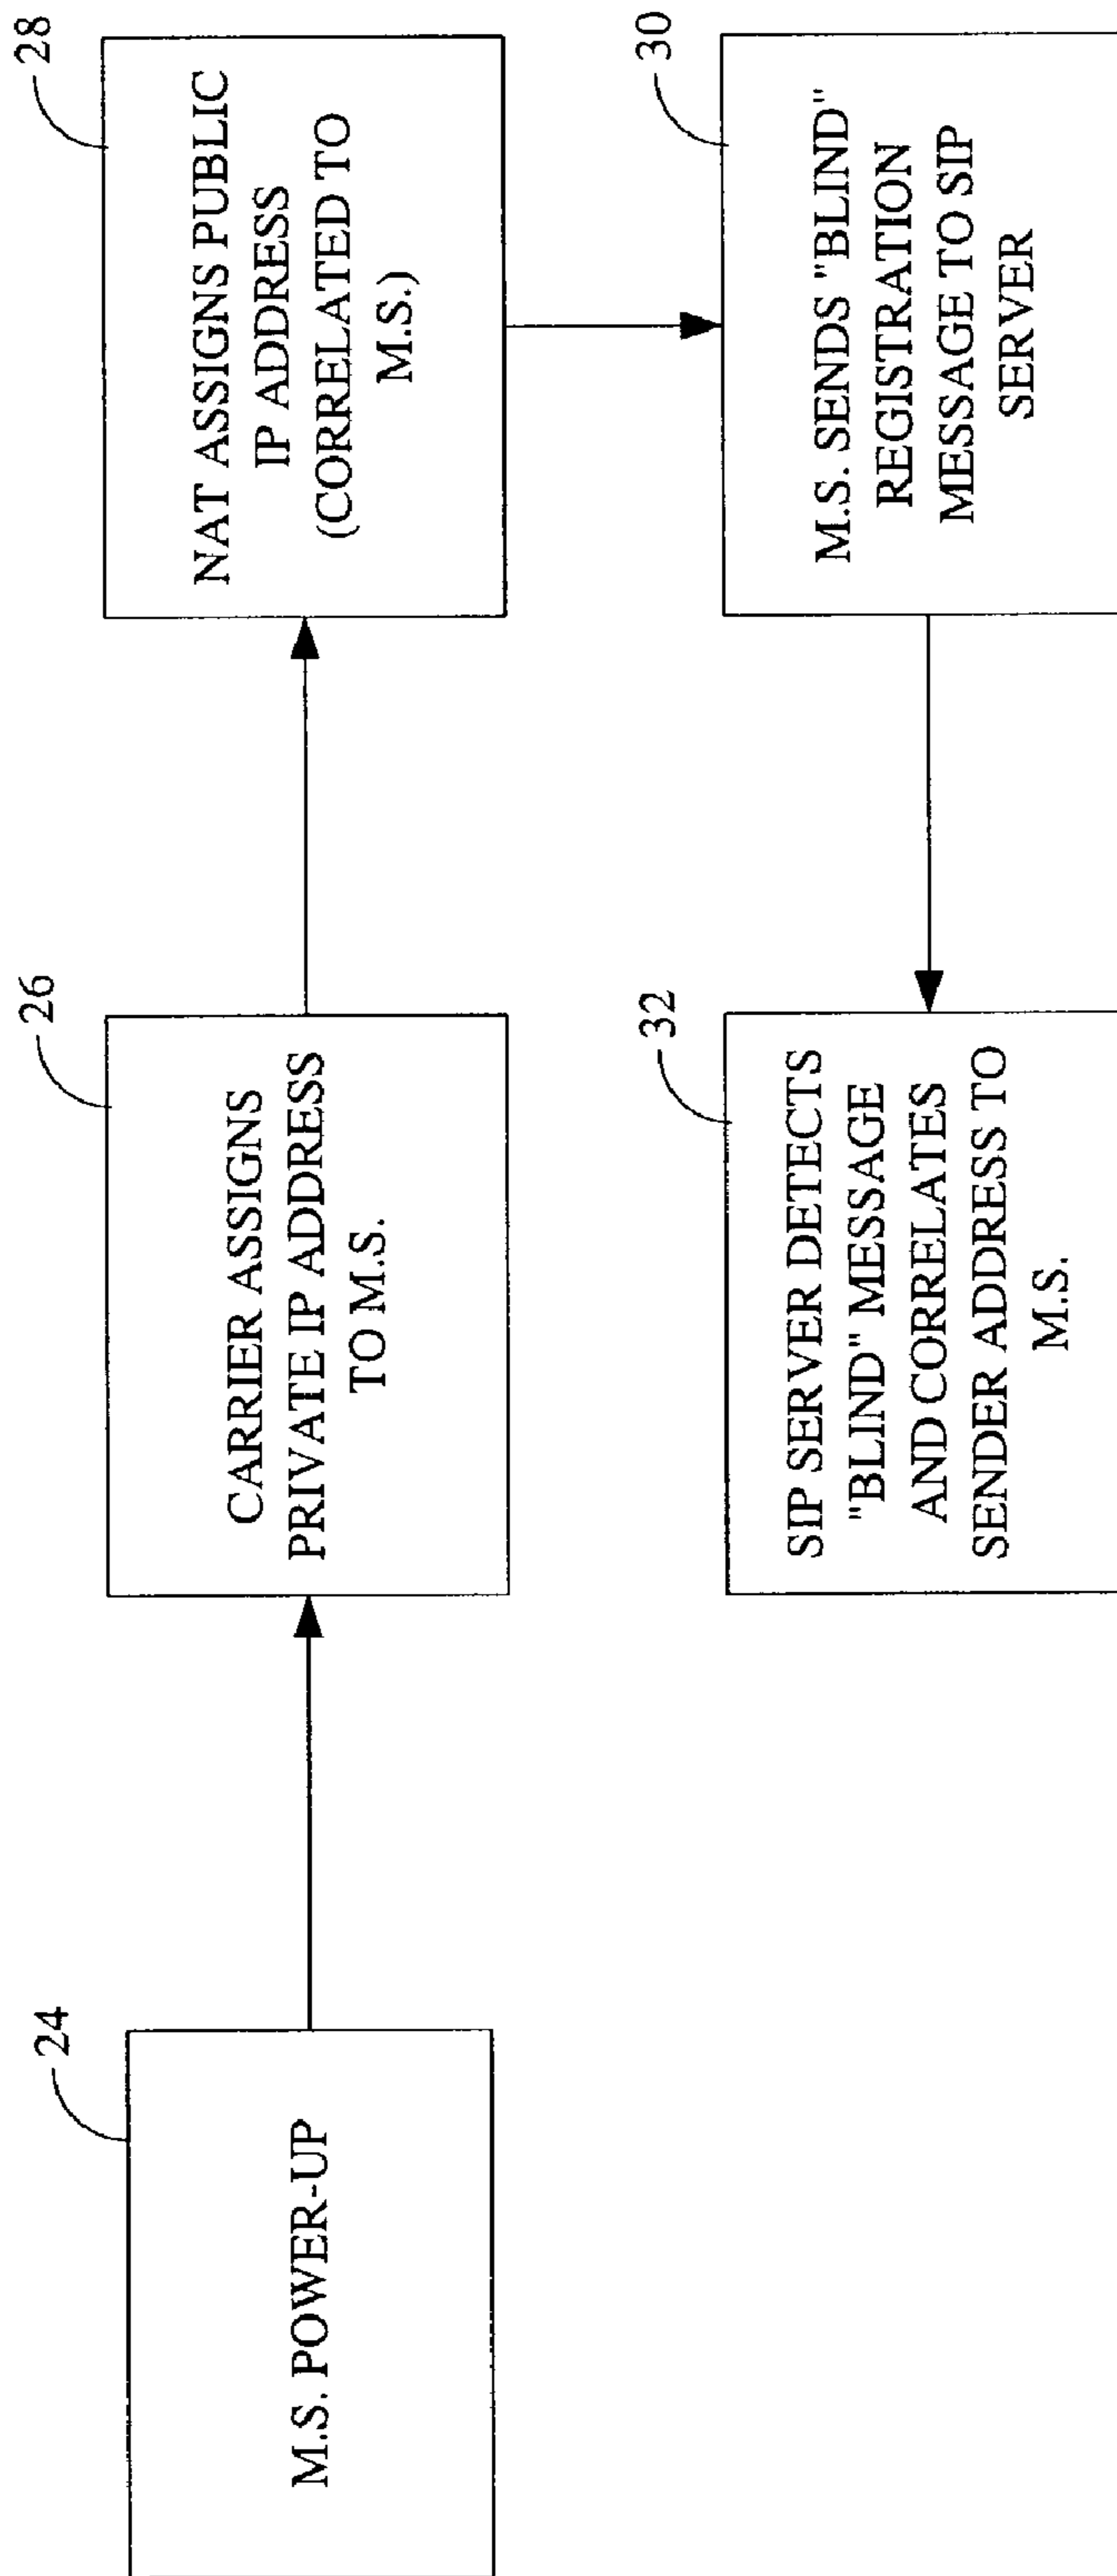 24
M.S. POWER-UP
26
CARRIER ASSIGNS
PRIVATE IP ADDRESS
TO M.S.
28
NAT ASSIGNS PUBLIC
IP ADDRESS
(CORRELATED TO
M.S.)
30
M.S. SENDS "BLIND"
REGISTRATION
MESSAGE TO SIP
SERVER
32
SIP SERVER DETECTS
"BLIND" MESSAGE
AND CORRELATES
SENDER ADDRESS TO
M.S.